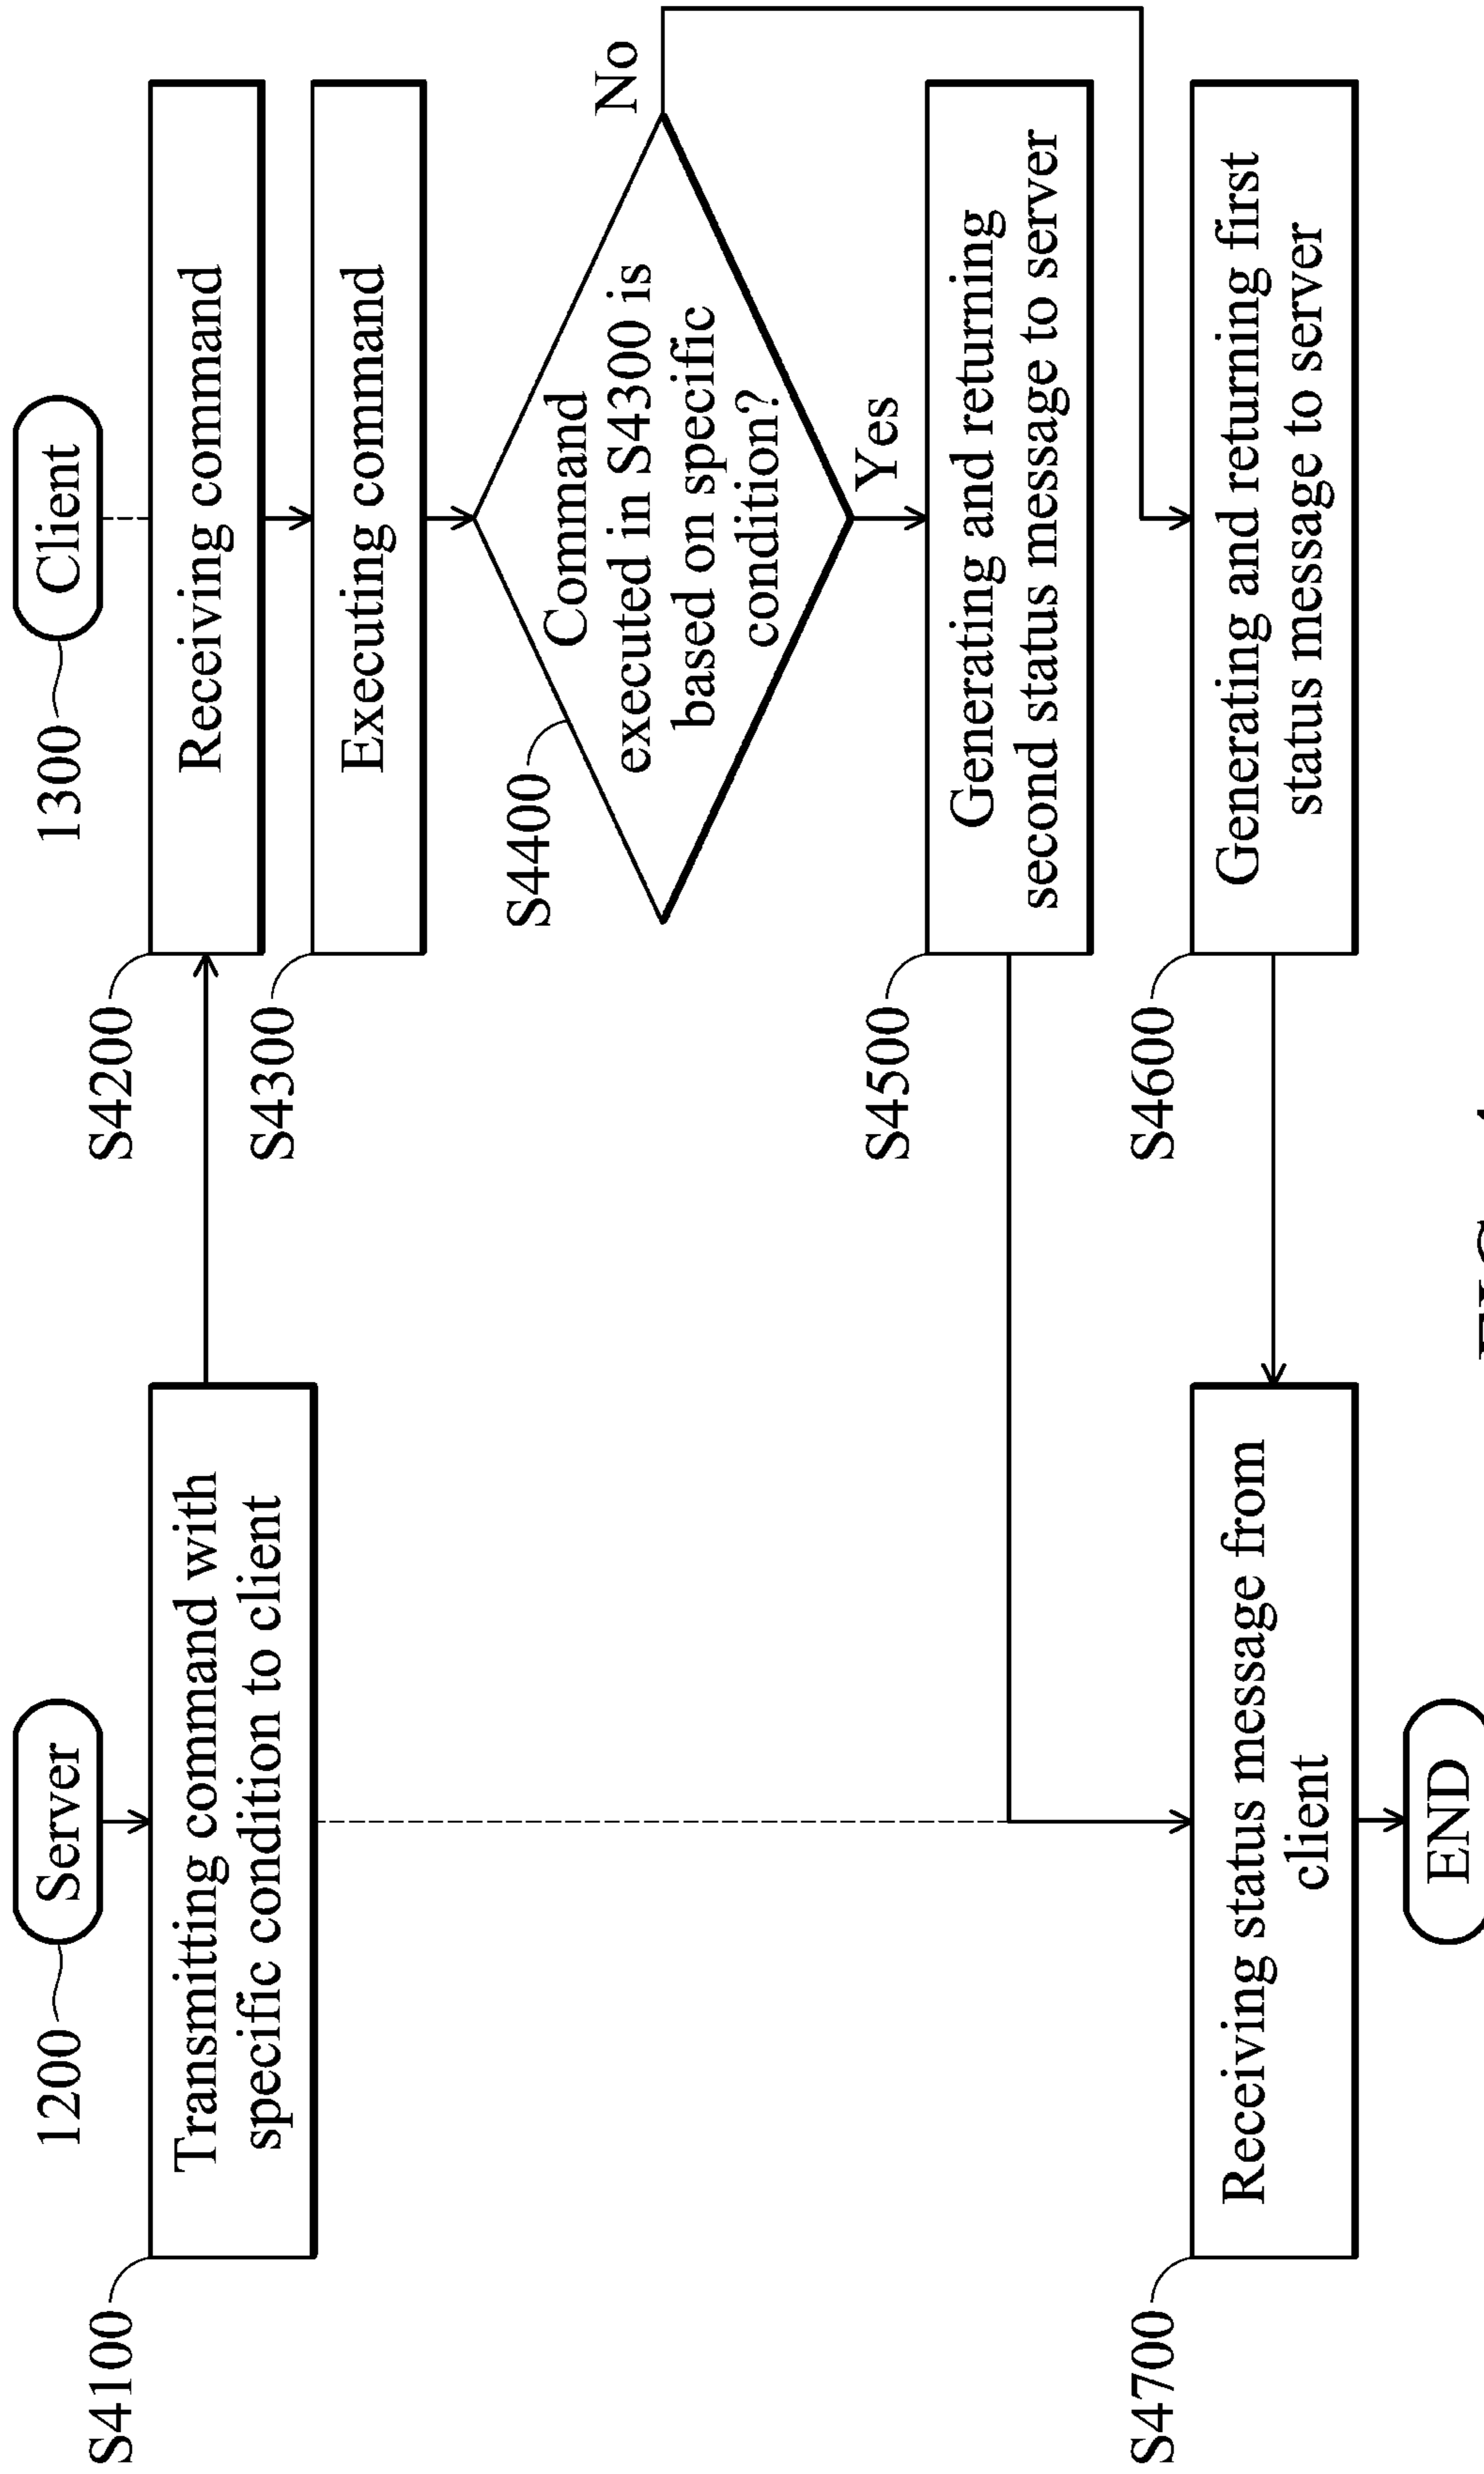 1200
Server
S4100
Transmitting command with
specific condition to client
1300
Client
S4200
Receiving command
S4300
Executing command
S4400
Command
executed in S4300 is
based on specific
condition?
No
Yes
S4500
Generating and returning
second status message to server
S4600
Generating and returning first
status message to server
S4700
Receiving status message from
client
END